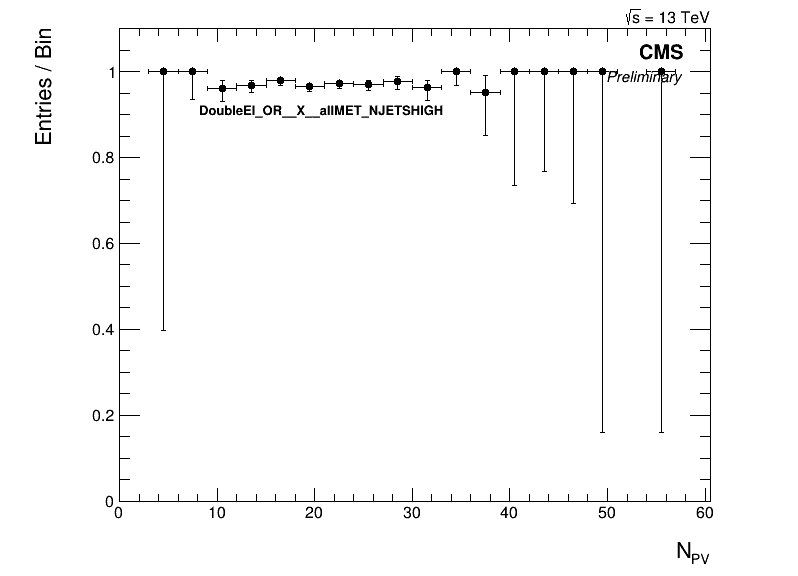 √s = 13 TeV
CMS
Preliminary
DoubleEl_OR__X__allMET_NJETSHIGH
Entries / Bin
1
0.8
0.6
0.4
0.2
0
0 10 20 30 40 50 60
N_PV